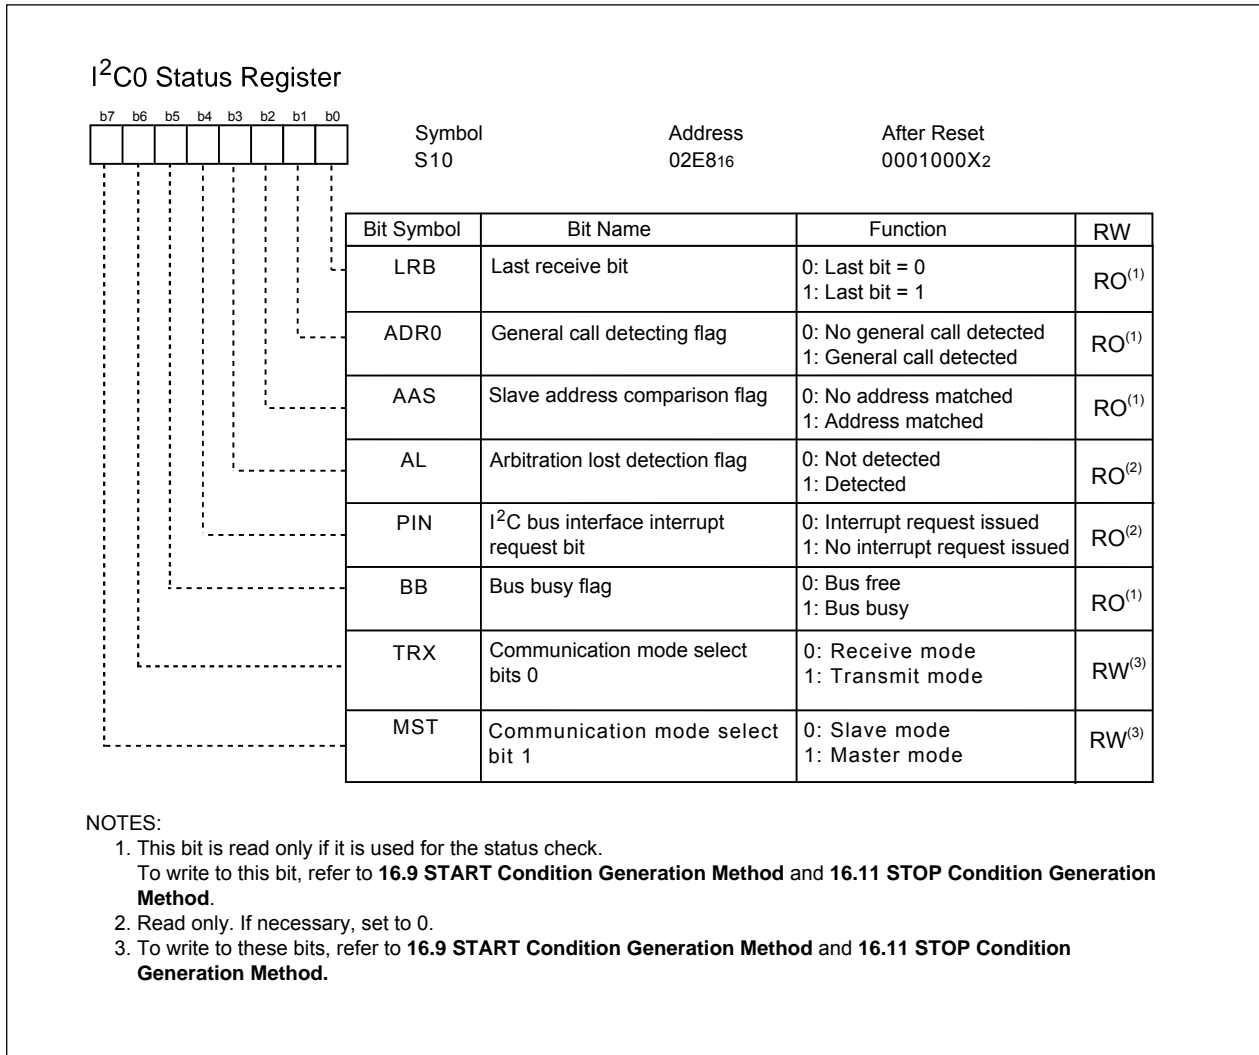 I2C0 Status Register
b7 b6 b5 b4 b3 b2 b1 b0
Symbol Address After Reset
S10 02E816 0001000X2
Bit Symbol Bit Name Function RW
LRB Last receive bit 0: Last bit = 0
1: Last bit = 1 RO(1)
ADR0 General call detecting flag 0: No general call detected
1: General call detected RO(1)
AAS Slave address comparison flag 0: No address matched
1: Address matched RO(1)
AL Arbitration lost detection flag 0: Not detected
1: Detected RO(2)
PIN I2C bus interface interrupt 0: Interrupt request issued
request bit 1: No interrupt request issued RO(2)
BB Bus busy flag 0: Bus free
1: Bus busy RO(1)
TRX Communication mode select 0: Receive mode
bits 0 1: Transmit mode RW(3)
MST Communication mode select 0: Slave mode
bit 1 1: Master mode RW(3)
NOTES:
1. This bit is read only if it is used for the status check.
To write to this bit, refer to 16.9 START Condition Generation Method and 16.11 STOP Condition Generation
Method.
2. Read only. If necessary, set to 0.
3. To write to these bits, refer to 16.9 START Condition Generation Method and 16.11 STOP Condition
Generation Method.